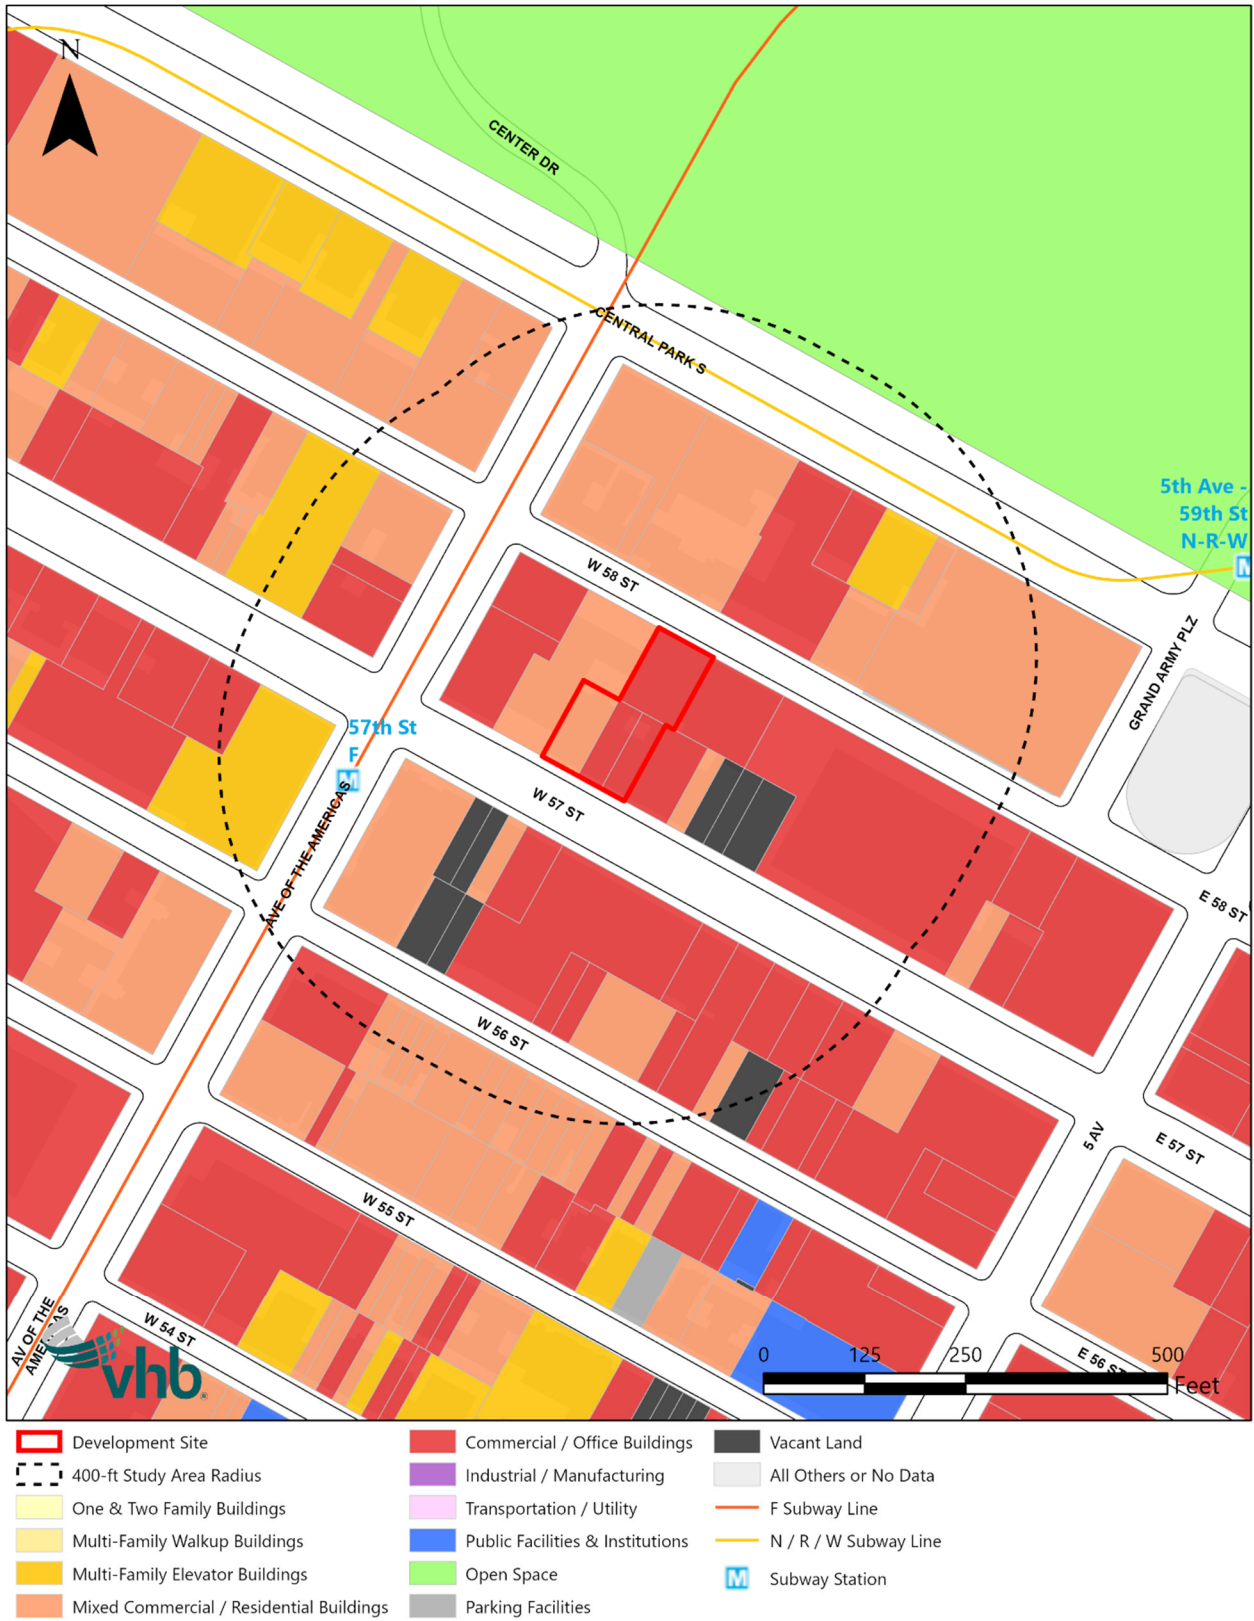 N
CENTER DR
CENTRAL PARK S
5th Ave -
59th St
N-R-W
M
W 58 ST
GRAND ARMY PLZ
57th St
F
M
W 57 ST
AVE OF THE AMERICAS
E 58 ST
W 56 ST
5 AV
E 57 ST
W 55 ST
AV OF THE
AMERICAS
W 54 ST
E 56 ST
vhb
0 125 250 500
Feet
Development Site
400-ft Study Area Radius
One & Two Family Buildings
Multi-Family Walkup Buildings
Multi-Family Elevator Buildings
Mixed Commercial / Residential Buildings
Commercial / Office Buildings
Industrial / Manufacturing
Transportation / Utility
Public Facilities & Institutions
Open Space
Parking Facilities
Vacant Land
All Others or No Data
F Subway Line
N / R / W Subway Line
M Subway Station